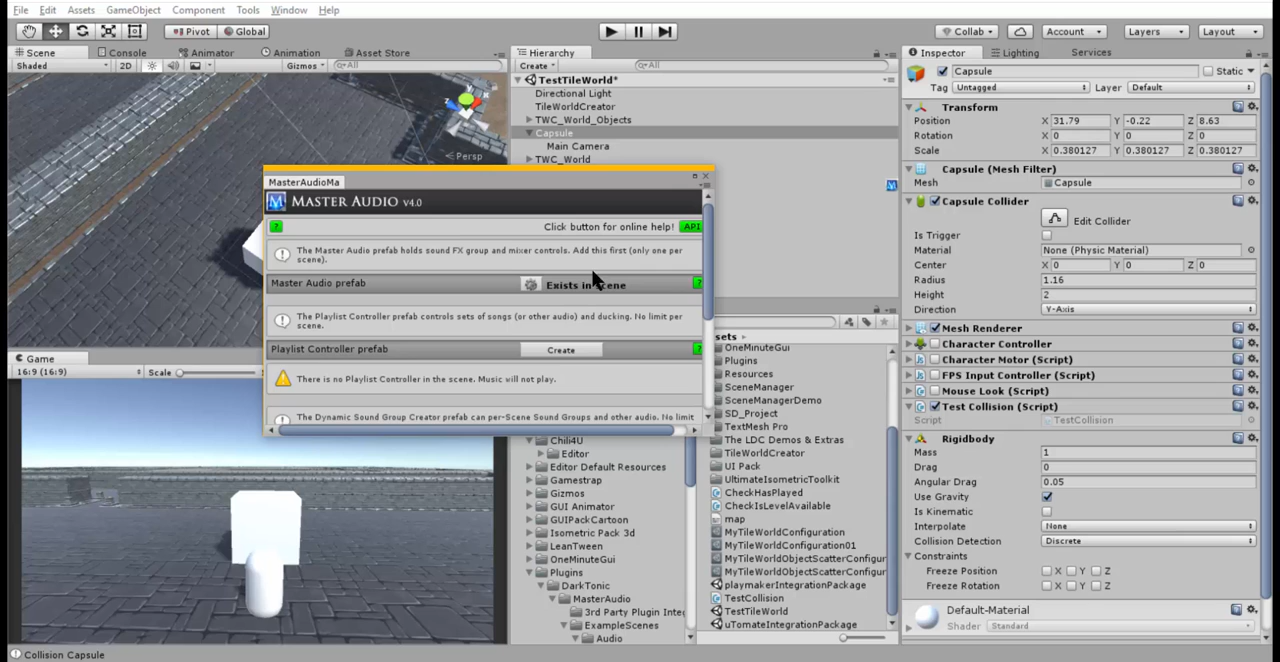 File Edit Assets GameObject Component Tools Window Help
Pivot Global Collab Account Layers Layout
Scene Console Animator Animation Asset Store
Shaded 2D Gizmos All
Persp
Hierarchy
Create All
TestTileWorld*
Directional Light
TileWorldCreator
TWC_World_Objects
Capsule
Main Camera
TWC_World
MasterAudioMa
MASTER AUDIO v4.0
? Click button for online help! API
The Master Audio prefab holds sound FX group and mixer controls. Add this first (only one per
scene).
Master Audio prefab Exists in scene ?
The Playlist Controller prefab controls sets of songs (or other audio) and ducking. No limit per
scene.
Playlist Controller prefab Create ?
There is no Playlist Controller in the scene. Music will not play.
The Dynamic Sound Group Creator prefab can per-Scene Sound Groups and other audio. No limit
Game
16:9 (16:9) Scale
Chili4U
Editor
Editor Default Resources
Gamestrap
Gizmos
GUI Animator
GUIPackCartoon
Isometric Pack 3d
LeanTween
OneMinuteGui
Plugins
DarkTonic
MasterAudio
3rd Party Plugin Inte
ExampleScenes
Audio
sets
OneMinuteGui
Plugins
Resources
SceneManager
SceneManagerDemo
SD_Project
TextMesh Pro
The LDC Demos & Extras
TileWorldCreator
UI Pack
UltimateIsometricToolkit
CheckHasPlayed
CheckIsLevelAvailable
map
MyTileWorldConfiguration
MyTileWorldConfiguration01
MyTileWorldObjectScatterConfigur
MyTileWorldObjectScatterConfigur
playmakerIntegrationPackage
TestCollision
TestTileWorld
uTomateIntegrationPackage
Inspector Lighting Services
Capsule Static
Tag Untagged Layer Default
Transform
Position X 31.79 Y -0.22 Z 8.63
Rotation X 0 Y 0 Z 0
Scale X 0.380127 Y 0.380127 Z 0.380127
Capsule (Mesh Filter)
Mesh Capsule
Capsule Collider
Edit Collider
Is Trigger
Material None (Physic Material)
Center X 0 Y 0 Z 0
Radius 1.16
Height 2
Direction Y-Axis
Mesh Renderer
Character Controller
Character Motor (Script)
FPS Input Controller (Script)
Mouse Look (Script)
Test Collision (Script)
Script TestCollision
Rigidbody
Mass 1
Drag 0
Angular Drag 0.05
Use Gravity
Is Kinematic
Interpolate None
Collision Detection Discrete
Constraints
Freeze Position X Y Z
Freeze Rotation X Y Z
Default-Material
Shader Standard
Collision Capsule